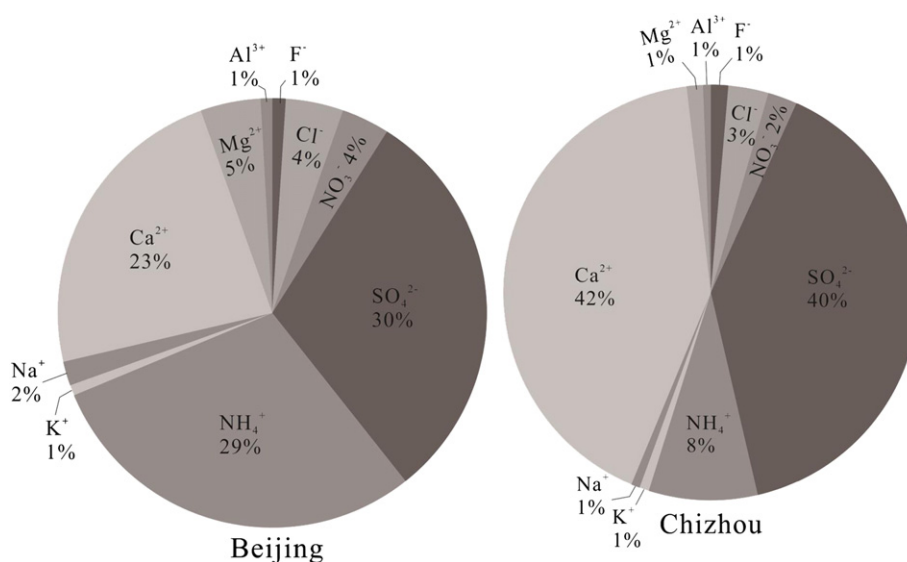 Al³⁺
1%
F⁻
1%
Mg²⁺
5%
Cl⁻
4%
NO₃⁻ 4%
Ca²⁺
23%
SO₄²⁻
30%
Na⁺
2%
K⁺
1%
NH₄⁺
29%
Beijing
Mg²⁺
1%
Al³⁺
1%
F⁻
1%
Cl⁻
3%
NO₃⁻ 2%
Ca²⁺
42%
SO₄²⁻
40%
NH₄⁺
8%
Na⁺
1%
K⁺
1%
Chizhou